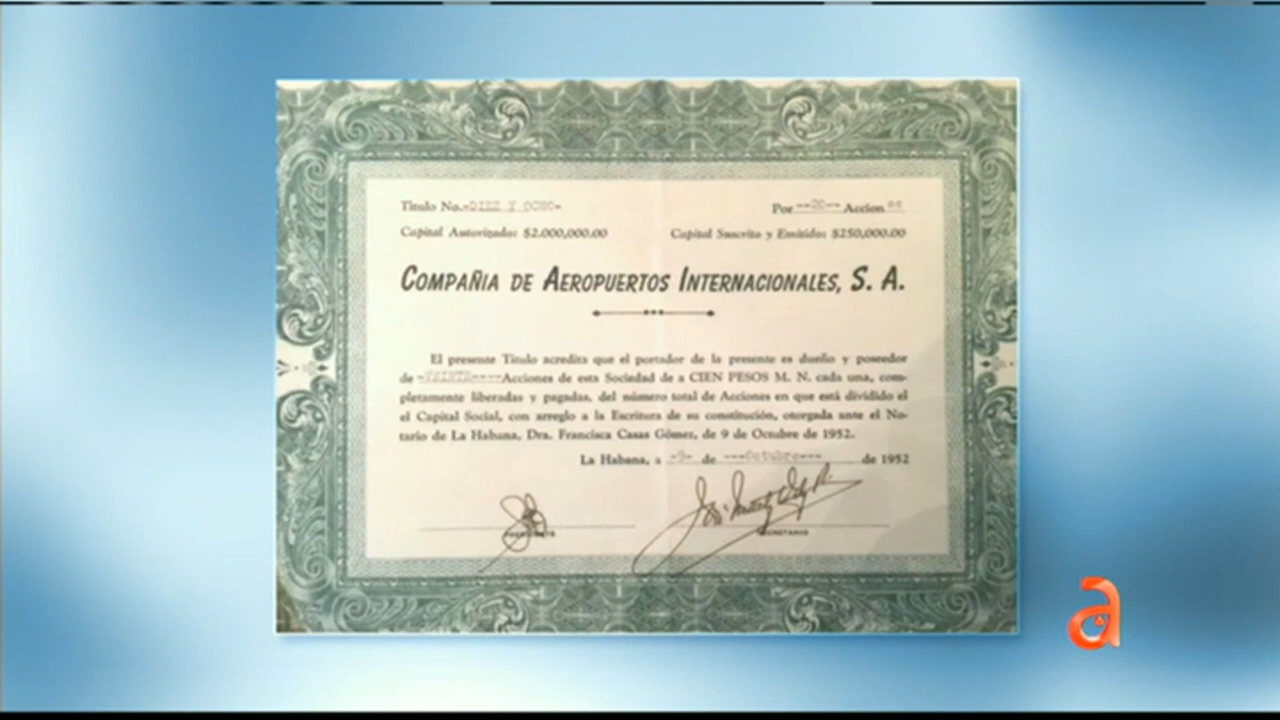 Titulo No.-DIEZ Y OCHO-
Por --20-- Acciones
Capital Autorizado: $2.000,000.00
Capital Suscrito y Emitido: $250,000.00
COMPAÑIA DE AEROPUERTOS INTERNACIONALES, S. A.
El presente Titulo acredita que el portador de la presente es dueño y poseedor
de -VEINTE----Acciones de esta Sociedad de a CIEN PESOS M. N. cada una, com-
pletamente liberadas y pagadas, del número total de Acciones en que está dividido el
el Capital Social, con arreglo a la Escritura de su constitución, otorgada ante el No-
tario de La Habana, Dra. Francisca Casas Gómez, de 9 de Octubre de 1952.
La Habana, a -9- de ---Octubre--- de 1952
PRESIDENTE
SECRETARIO
a